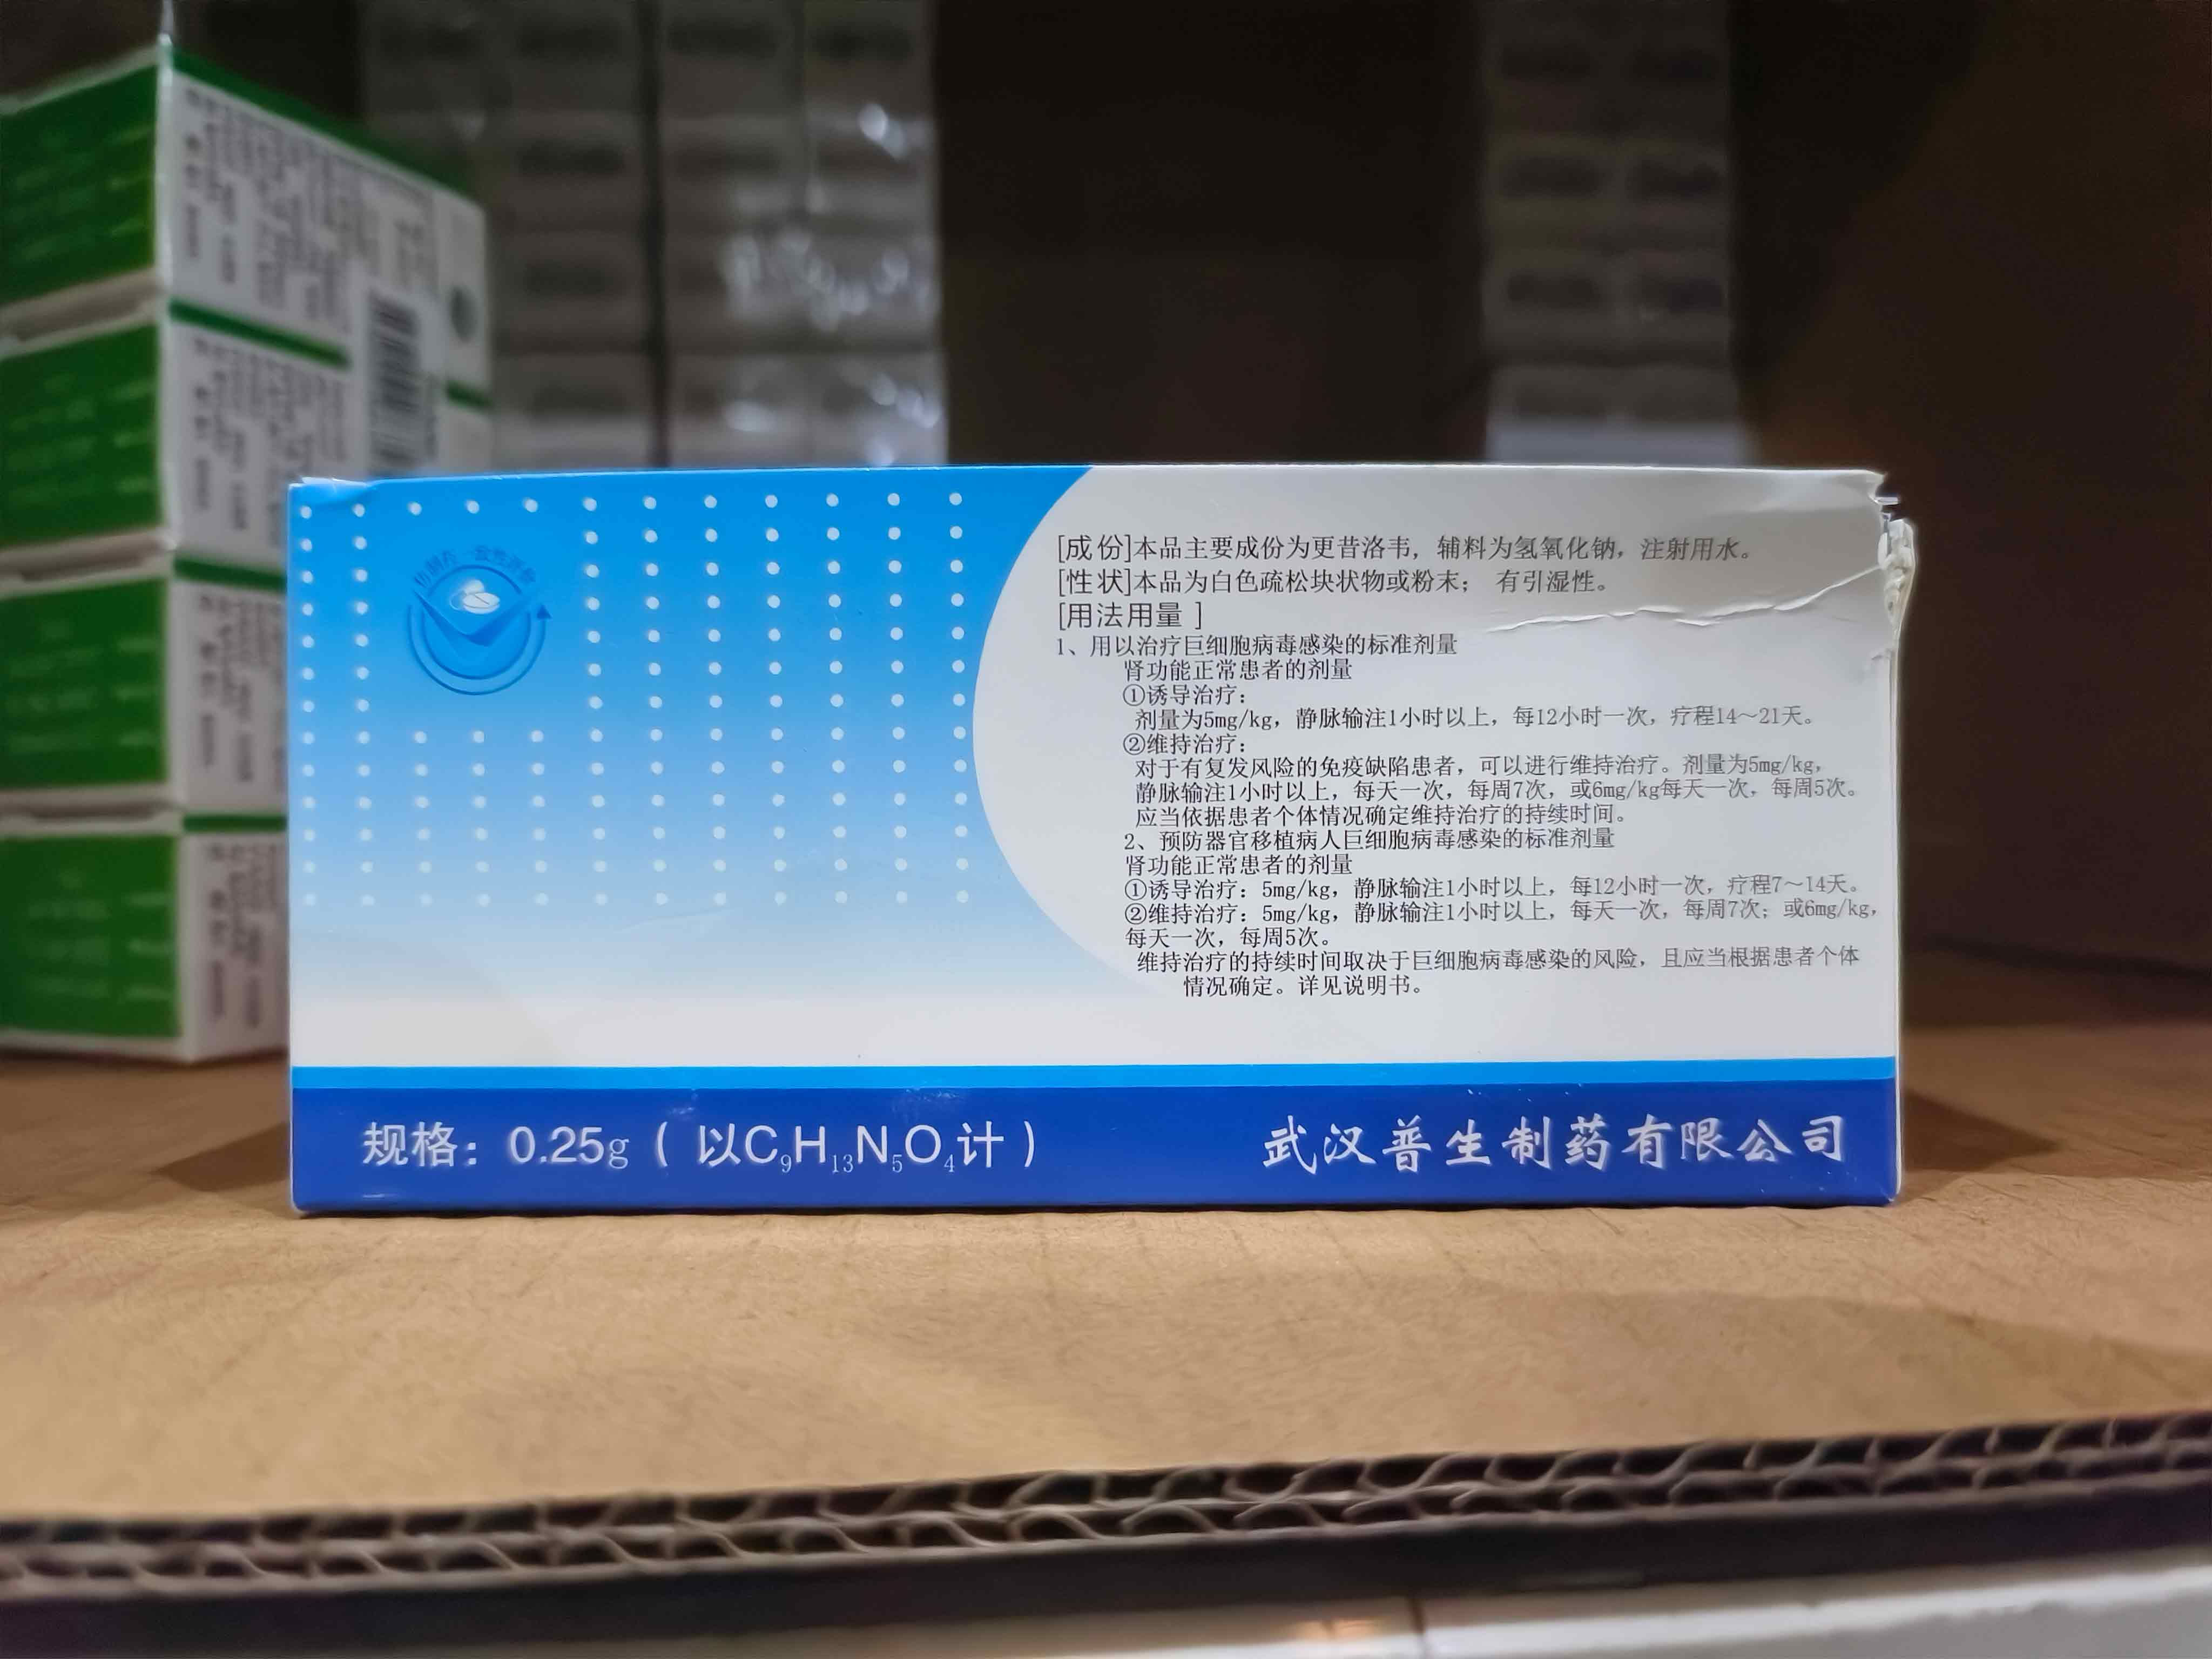 仿制药一致性评价
[成份]本品主要成份为更昔洛韦，辅料为氢氧化钠，注射用水。
[性状]本品为白色疏松块状物或粉末； 有引湿性。
[用法用量 ]
1、用以治疗巨细胞病毒感染的标准剂量
肾功能正常患者的剂量
①诱导治疗：
剂量为5mg/kg，静脉输注1小时以上，每12小时一次，疗程14～21天。
②维持治疗：
对于有复发风险的免疫缺陷患者，可以进行维持治疗。剂量为5mg/kg，
静脉输注1小时以上，每天一次，每周7次，或6mg/kg每天一次，每周5次。
应当依据患者个体情况确定维持治疗的持续时间。
2、预防器官移植病人巨细胞病毒感染的标准剂量
肾功能正常患者的剂量
①诱导治疗：5mg/kg，静脉输注1小时以上，每12小时一次，疗程7～14天。
②维持治疗：5mg/kg，静脉输注1小时以上，每天一次，每周7次；或6mg/kg，
每天一次，每周5次。
维持治疗的持续时间取决于巨细胞病毒感染的风险，且应当根据患者个体
情况确定。详见说明书。
规格：0.25g（以C₉H₁₃N₅O₄计）
武汉普生制药有限公司